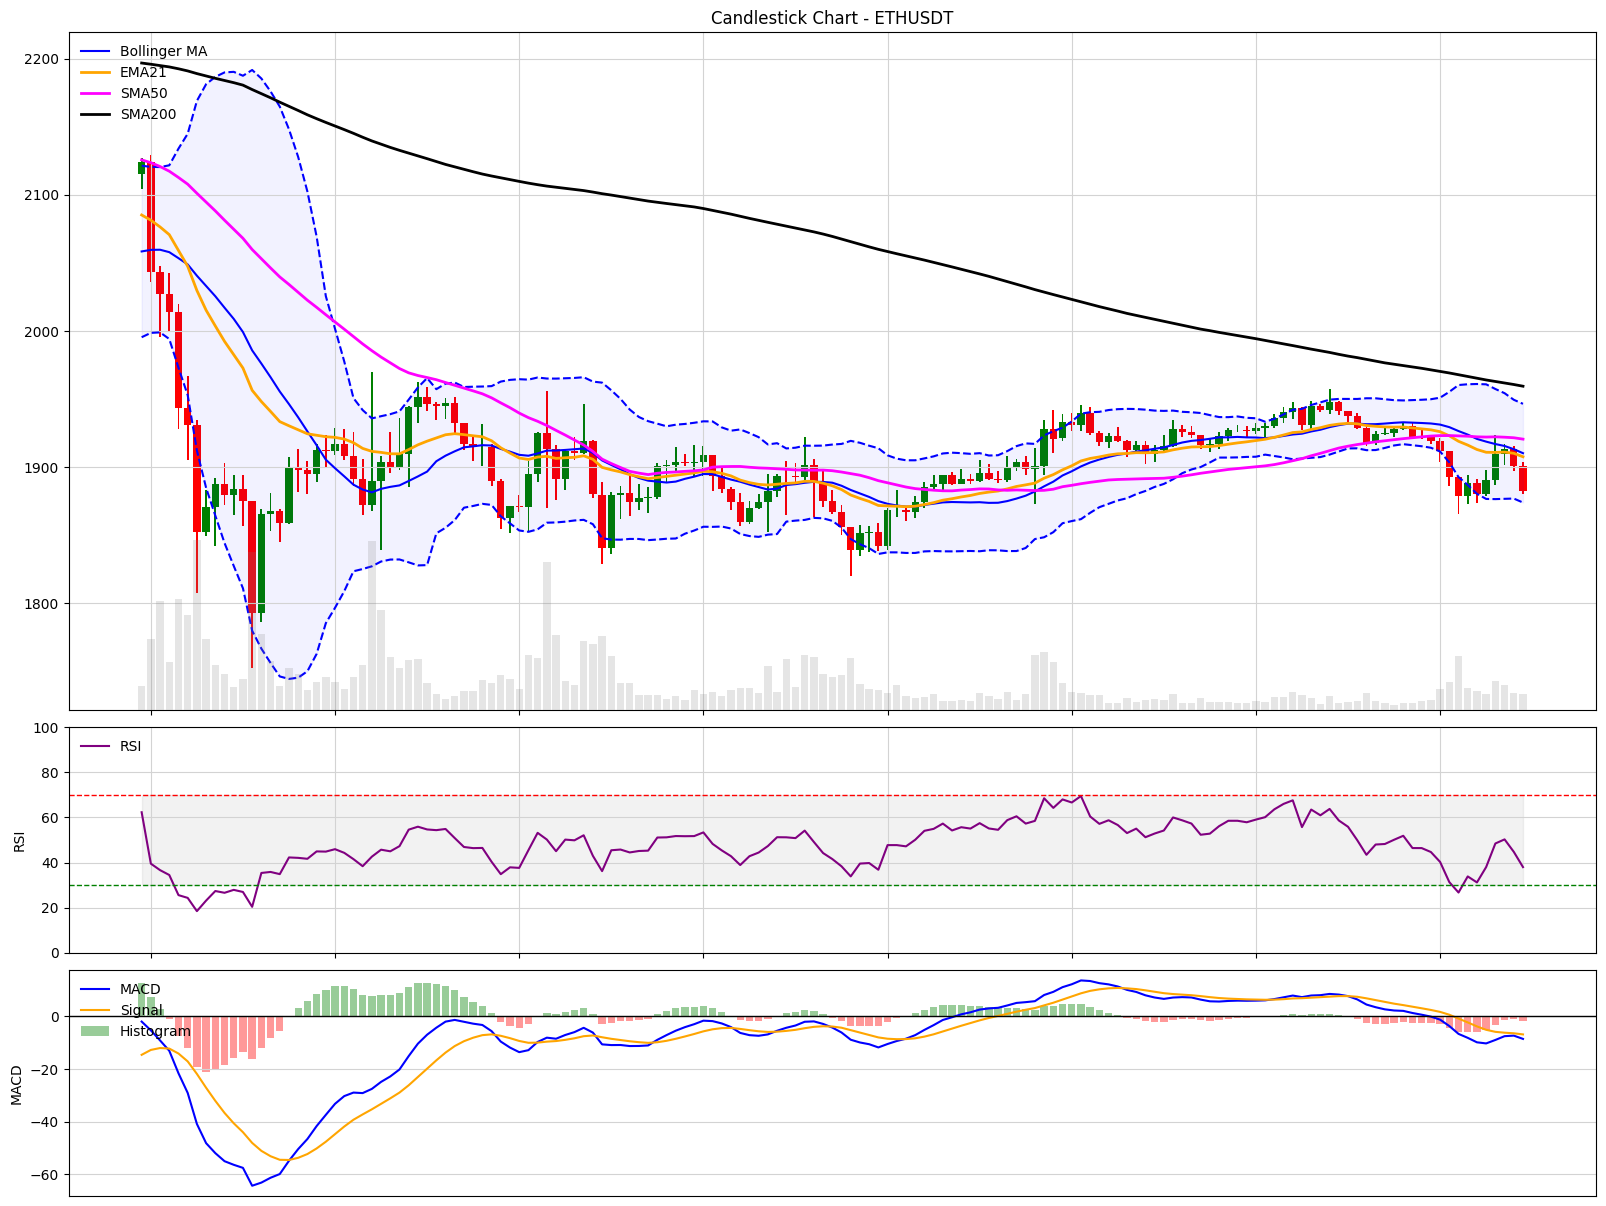 Candlestick Chart - ETHUSDT
Bollinger MA
EMA21
SMA50
SMA200
2200
2100
2000
1900
1800
RSI
100
80
60
40
20
0
RSI
MACD
Signal
Histogram
0
−20
−40
−60
MACD